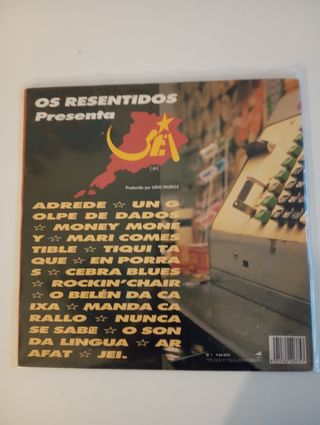 OS RESENTIDOS
Presenta
JEI
Producido por URIO MUÑOZ
ADREDE ☆ UN G
OLPE DE DADOS
☆ MONEY MONE
Y ☆ MARI COMES
TIBLE ☆ TIQUI TA
QUE ☆ EN PORRA
S ☆ CEBRA BLUES
☆ ROCKIN'CHAIR
☆ O BELÉN DA CA
IXA ☆ MANDA CA
RALLO ☆ NUNCA
SE SABE ☆ O SON
DA LINGUA ☆ AR
AFAT ☆ JEI.